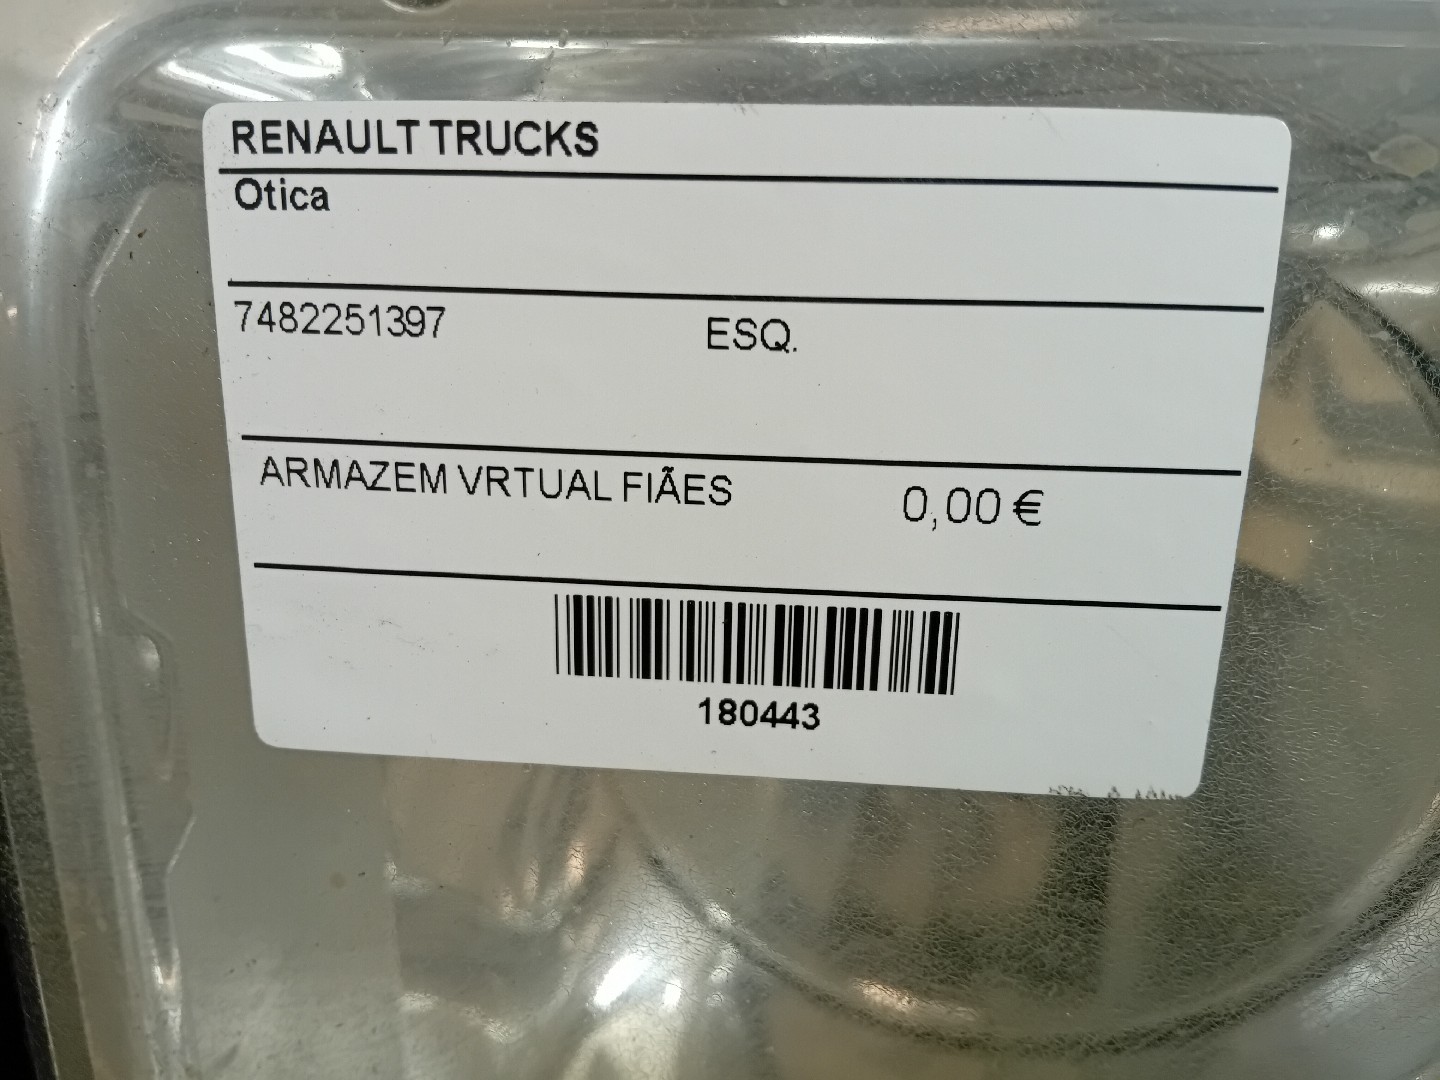 RENAULT TRUCKS
Otica
7482251397 ESQ.
ARMAZEM VRTUAL FIÃES 0,00 €
180443